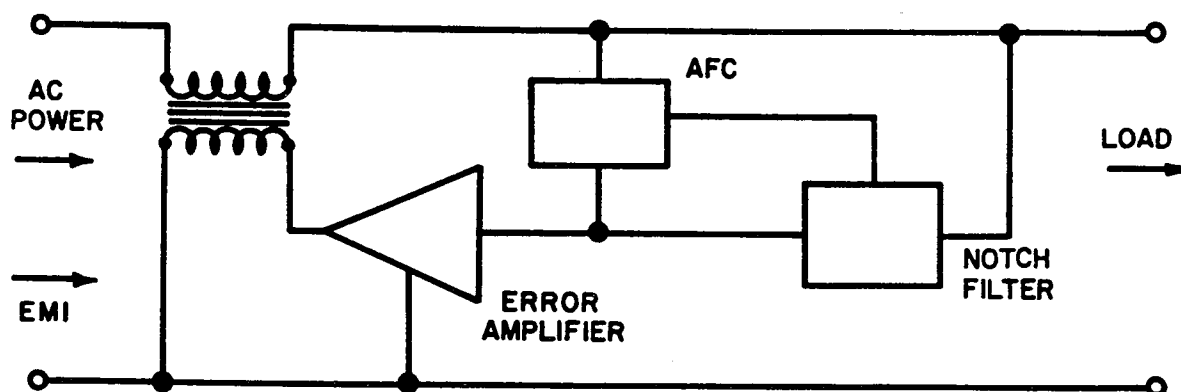 AC
POWER
EMI
AFC
ERROR
AMPLIFIER
NOTCH
FILTER
LOAD